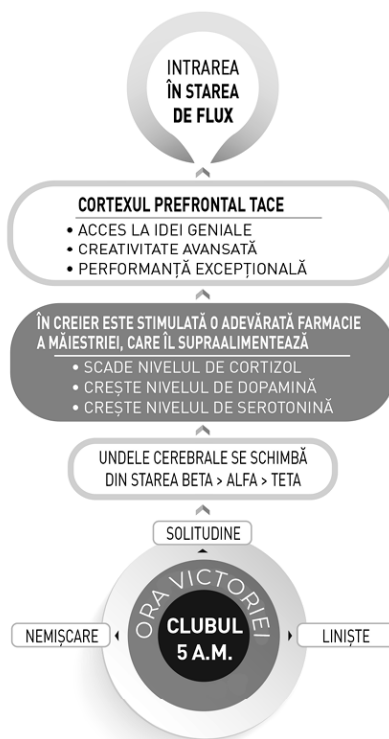 INTRAREA
ÎN STAREA
DE FLUX
CORTEXUL PREFRONTAL TACE
• ACCES LA IDEI GENIALE
• CREATIVITATE AVANSATĂ
• PERFORMANȚĂ EXCEPȚIONALĂ
ÎN CREIER ESTE STIMULATĂ O ADEVĂRATĂ FARMACIE
A MĂIESTRIEI, CARE ÎL SUPRAALIMENTEAZĂ
• SCADE NIVELUL DE CORTIZOL
• CREȘTE NIVELUL DE DOPAMINĂ
• CREȘTE NIVELUL DE SEROTONINĂ
UNDELE CEREBRALE SE SCHIMBĂ
DIN STAREA BETA > ALFA > TETA
SOLITUDINE
ORA VICTORIEI
NEMIȘCARE
CLUBUL
5 A.M.
LINIȘTE